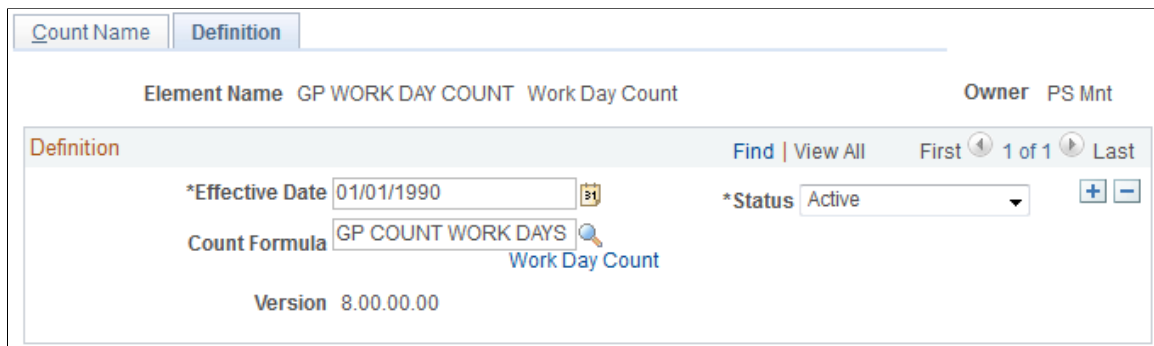 Count Name Definition
Element Name GP WORK DAY COUNT Work Day Count Owner PS Mnt
Definition Find | View All First 1 of 1 Last
*Effective Date 01/01/1990 31 *Status Active + −
Count Formula GP COUNT WORK DAYS
Work Day Count
Version 8.00.00.00